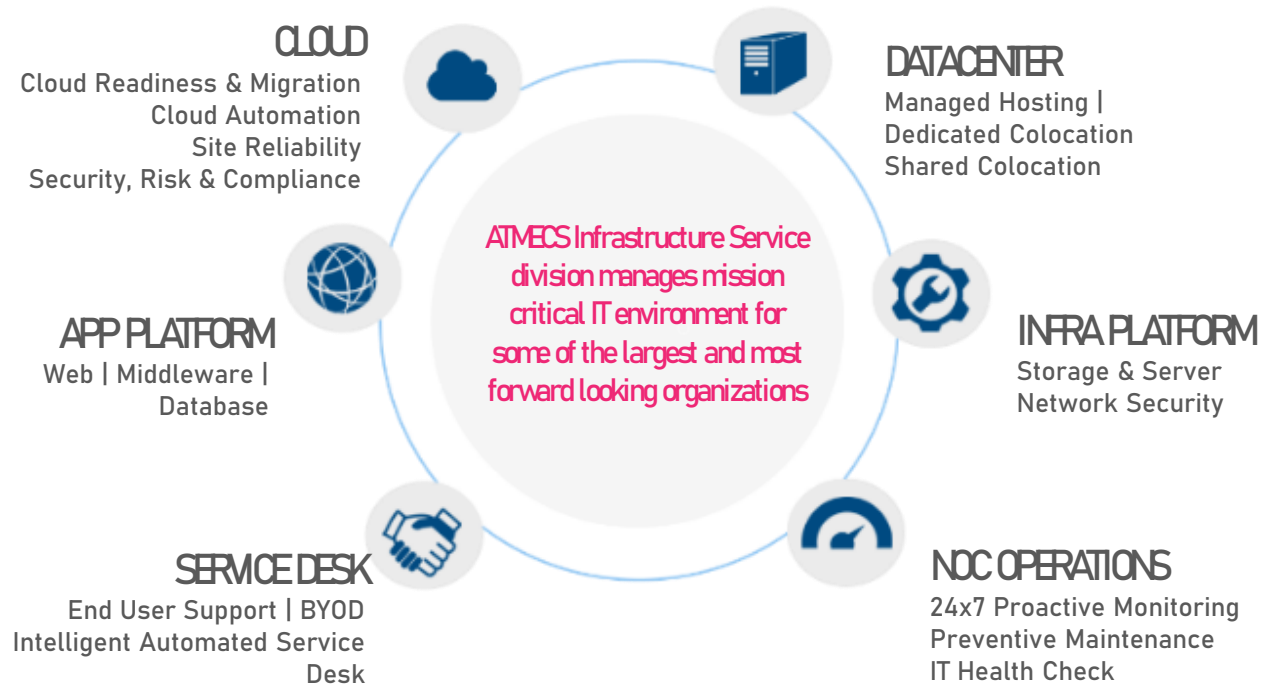 CLOUD
Cloud Readiness & Migration
Cloud Automation
Site Reliability
Security, Risk & Compliance
DATACENTER
Managed Hosting |
Dedicated Colocation
Shared Colocation
ATMECS Infrastructure Service
division manages mission
critical IT environment for
some of the largest and most
forward looking organizations
APP PLATFORM
Web | Middleware |
Database
INFRA PLATFORM
Storage & Server
Network Security
SERVICE DESK
End User Support | BYOD
Intelligent Automated Service
Desk
NOC OPERATIONS
24x7 Proactive Monitoring
Preventive Maintenance
IT Health Check